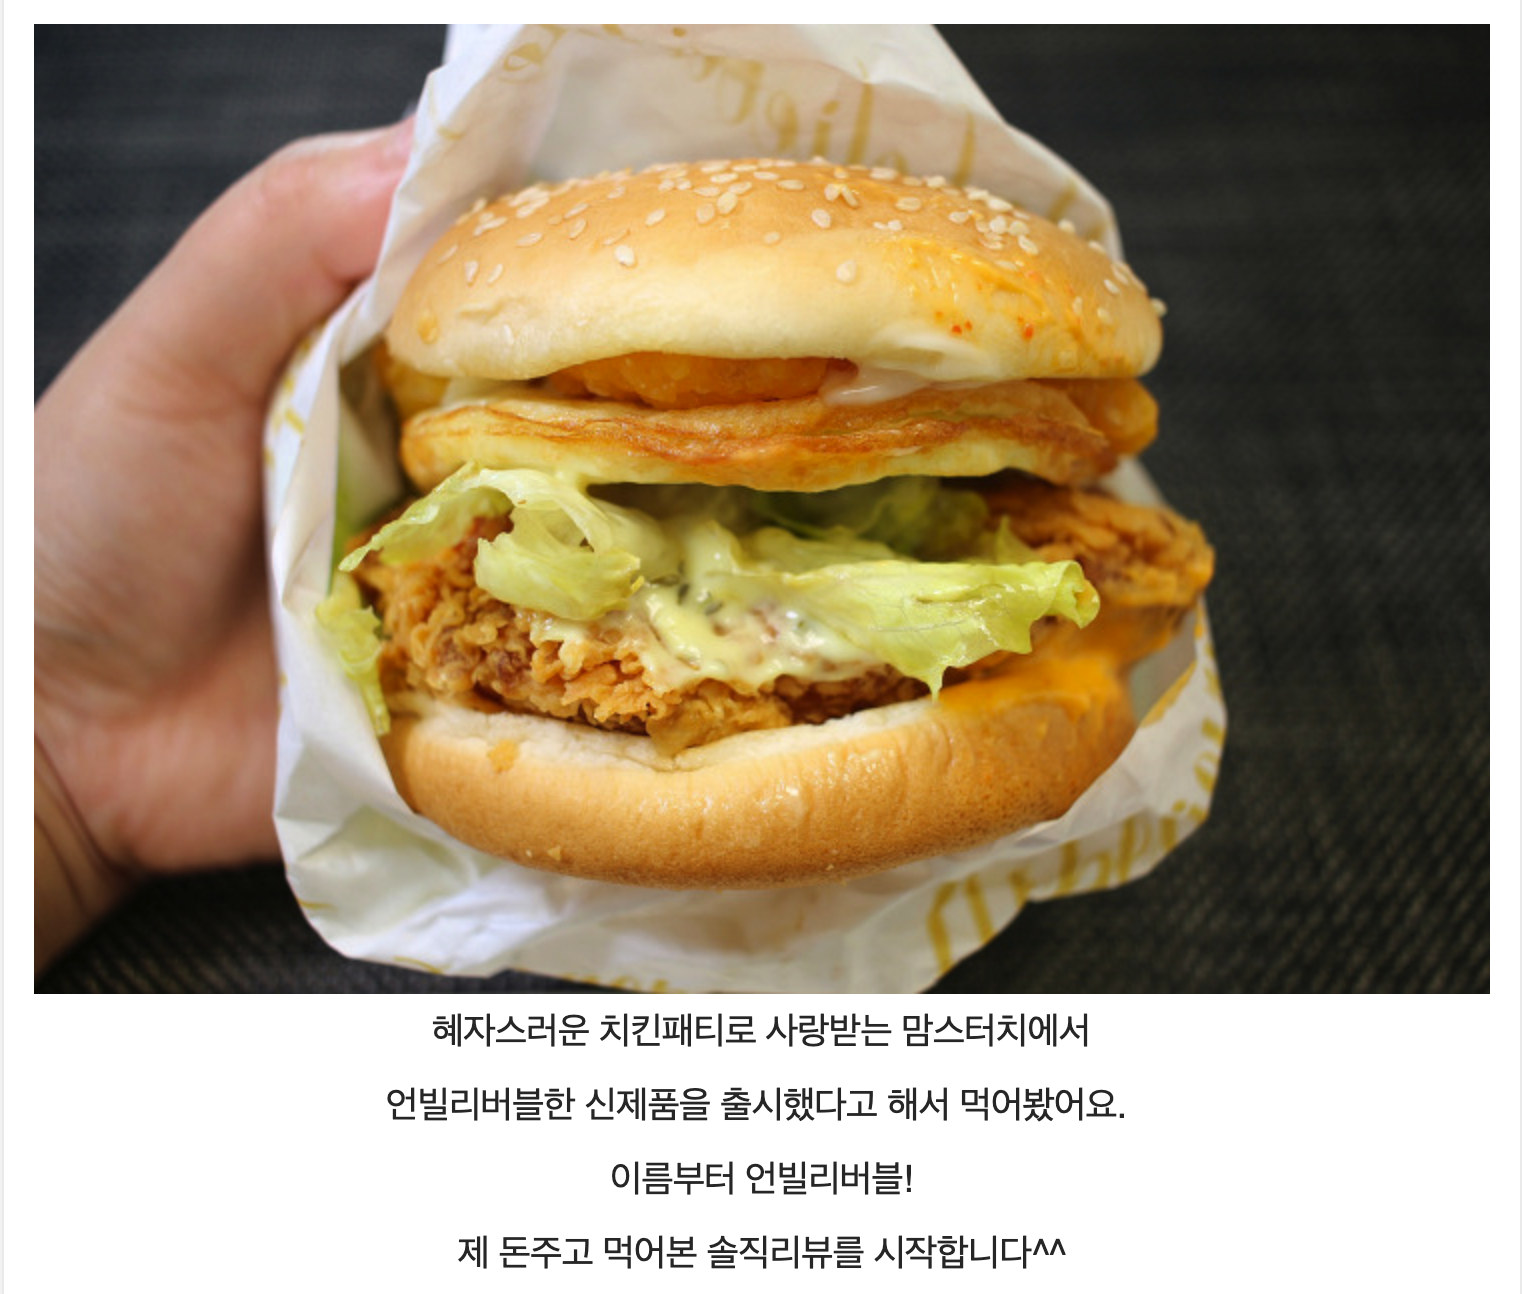 혜자스러운 치킨패티로 사랑받는 맘스터치에서
언빌리버블한 신제품을 출시했다고 해서 먹어봤어요.
이름부터 언빌리버블!
제 돈주고 먹어본 솔직리뷰를 시작합니다^^